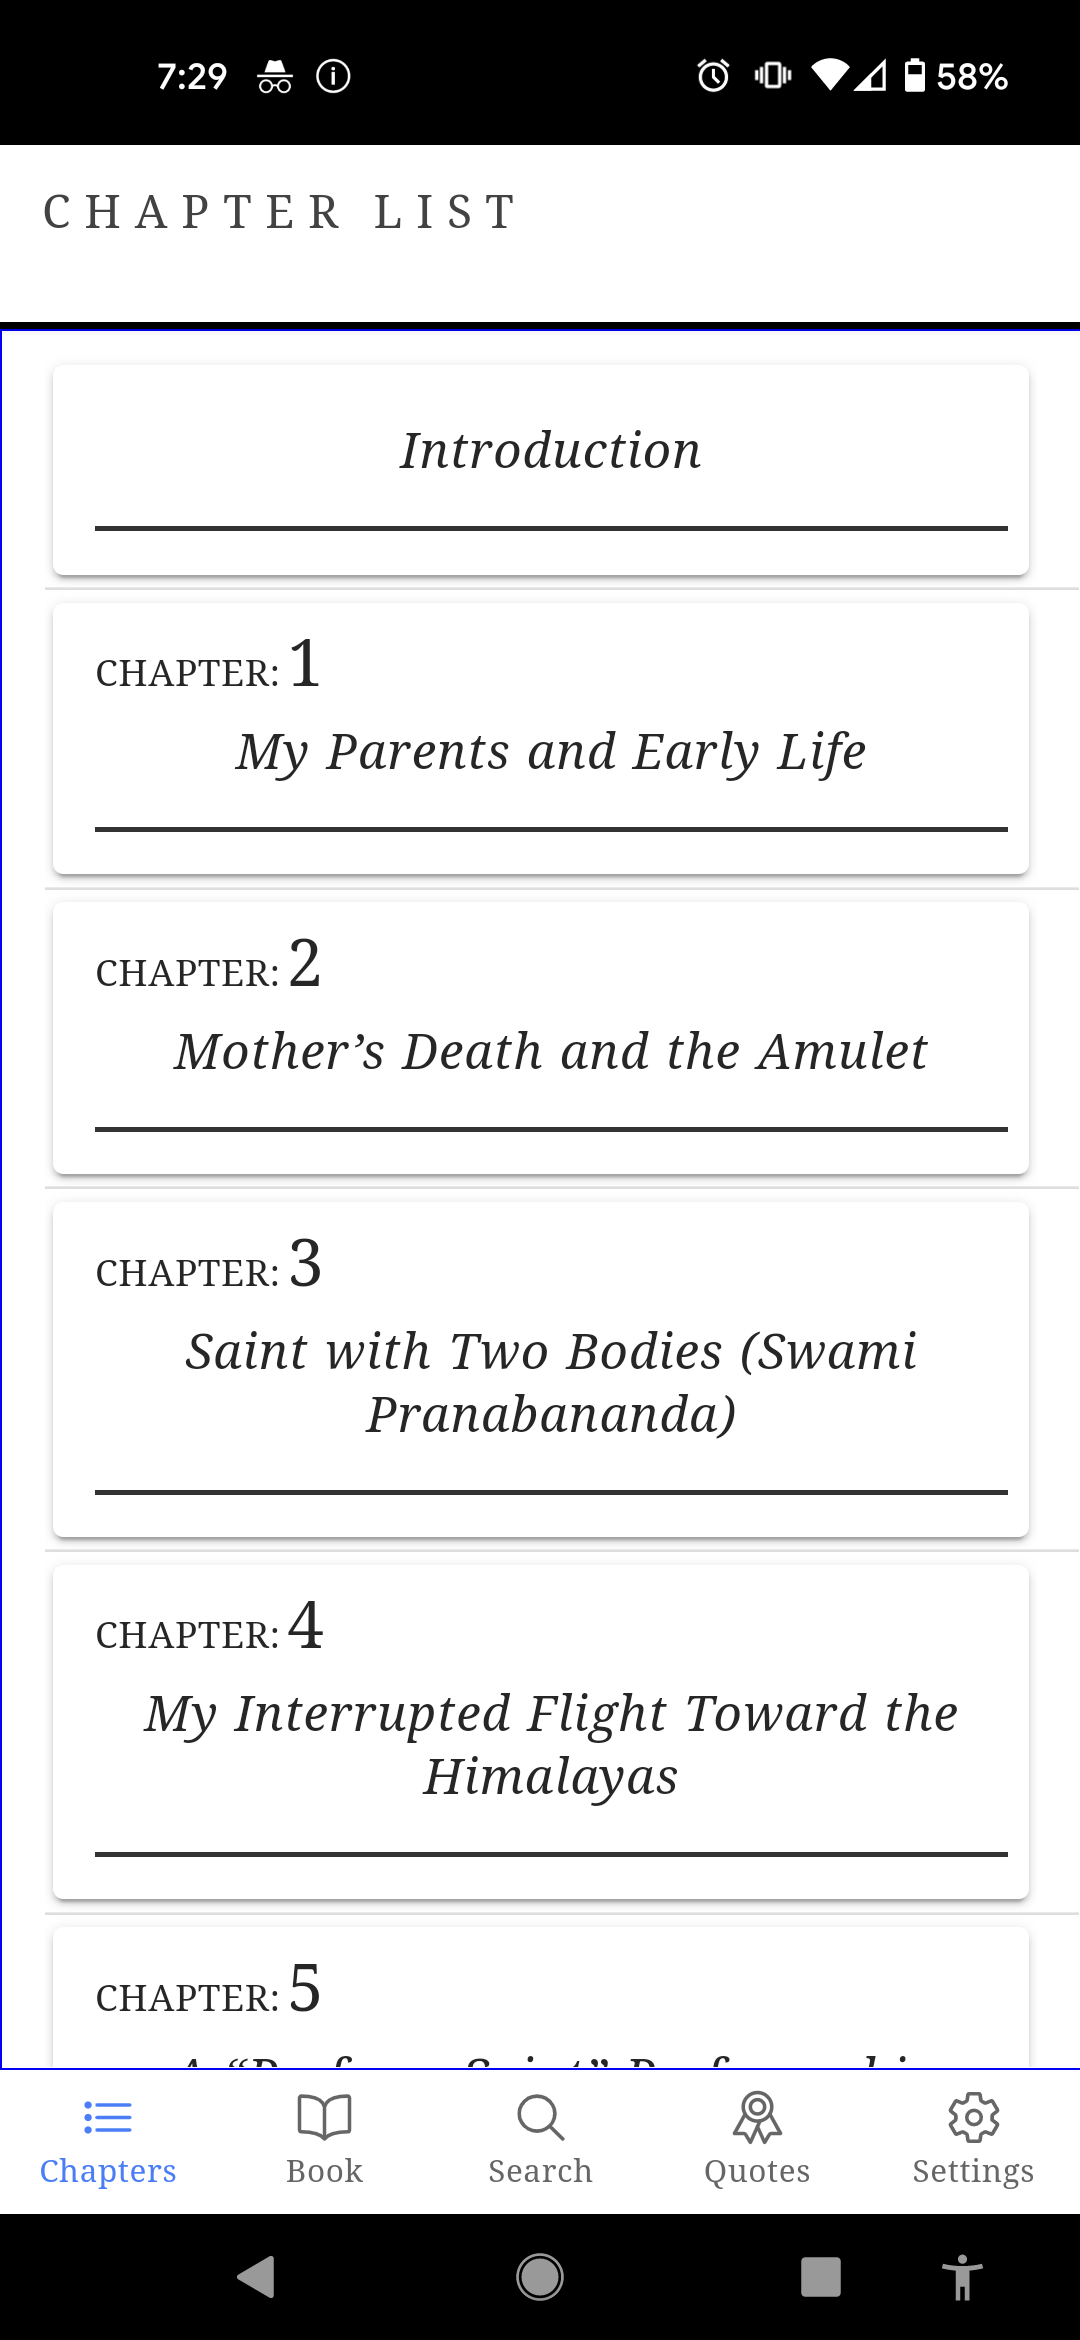 7:29 58%
CHAPTER LIST
Introduction
CHAPTER: 1
My Parents and Early Life
CHAPTER: 2
Mother’s Death and the Amulet
CHAPTER: 3
Saint with Two Bodies (Swami
Pranabananda)
CHAPTER: 4
My Interrupted Flight Toward the
Himalayas
CHAPTER: 5
Chapters Book Search Quotes Settings